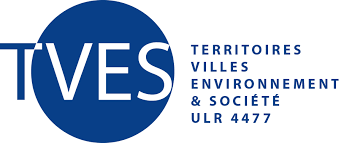 TVES
TERRITOIRES
VILLES
ENVIRONNEMENT
& SOCIÉTÉ
ULR 4477